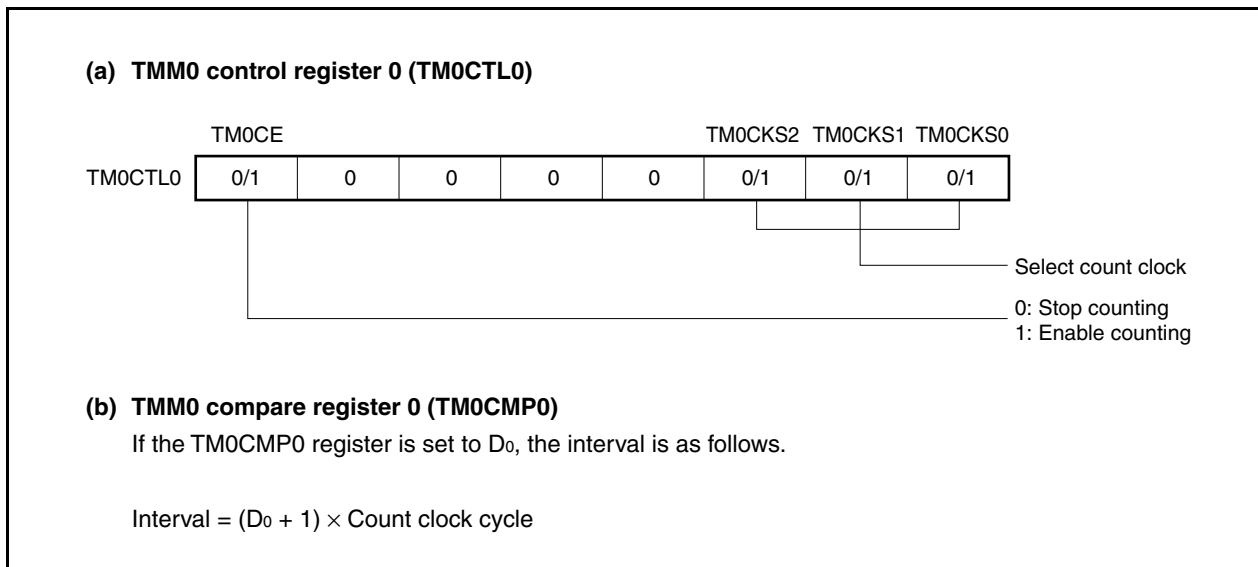 (a) TMM0 control register 0 (TM0CTL0)
TM0CE TM0CKS2 TM0CKS1 TM0CKS0
TM0CTL0 0/1 0 0 0 0 0/1 0/1 0/1
Select count clock
0: Stop counting
1: Enable counting
(b) TMM0 compare register 0 (TM0CMP0)
If the TM0CMP0 register is set to D0, the interval is as follows.
Interval = (D0 + 1) × Count clock cycle